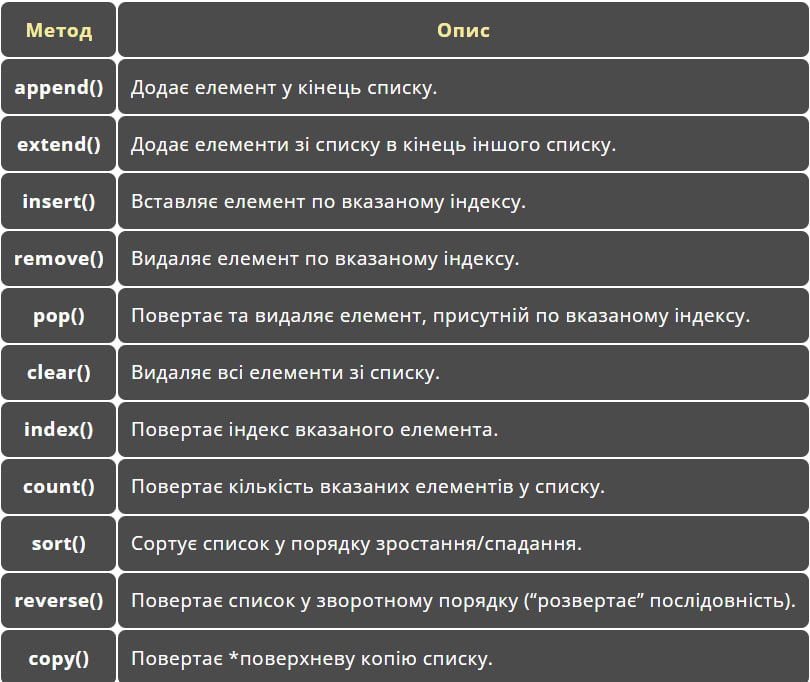 Метод Опис
append() Додає елемент у кінець списку.
extend() Додає елементи зі списку в кінець іншого списку.
insert() Вставляє елемент по вказаному індексу.
remove() Видаляє елемент по вказаному індексу.
pop() Повертає та видаляє елемент, присутній по вказаному індексу.
clear() Видаляє всі елементи зі списку.
index() Повертає індекс вказаного елемента.
count() Повертає кількість вказаних елементів у списку.
sort() Сортує список у порядку зростання/спадання.
reverse() Повертає список у зворотному порядку (“розвертає” послідовність).
copy() Повертає *поверхневу копію списку.